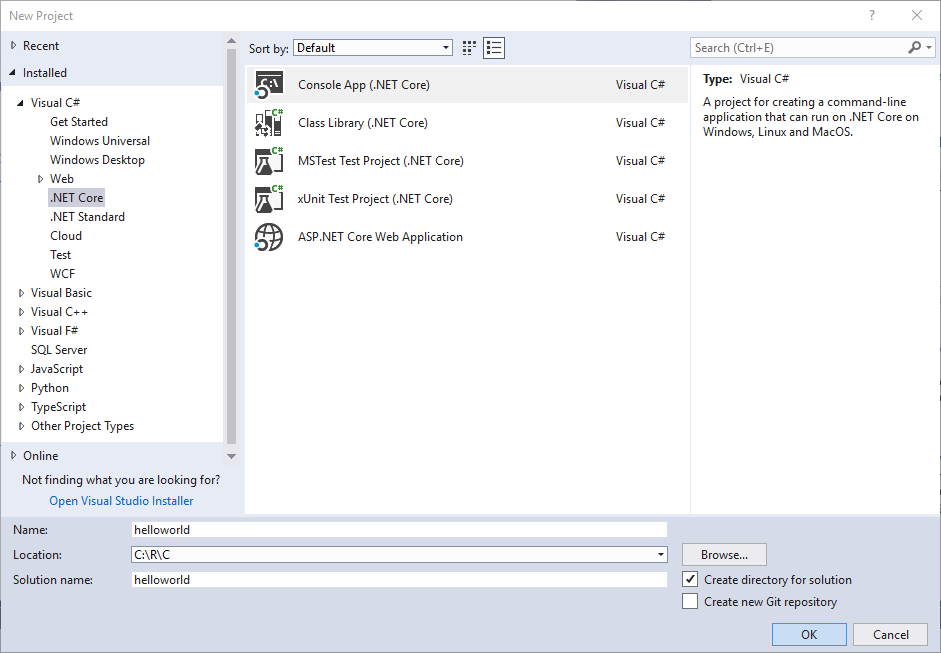 New Project
?
Recent
Installed
Visual C#
Get Started
Windows Universal
Windows Desktop
Web
.NET Core
.NET Standard
Cloud
Test
WCF
Visual Basic
Visual C++
Visual F#
SQL Server
JavaScript
Python
TypeScript
Other Project Types
Online
Not finding what you are looking for?
Open Visual Studio Installer
Sort by: Default
C:\
Console App (.NET Core) Visual C#
C#
Class Library (.NET Core) Visual C#
C#
MSTest Test Project (.NET Core) Visual C#
C#
xUnit Test Project (.NET Core) Visual C#
ASP.NET Core Web Application Visual C#
Search (Ctrl+E)
Type: Visual C#
A project for creating a command-line
application that can run on .NET Core on
Windows, Linux and MacOS.
Name: helloworld
Location: C:\R\C
Browse...
Solution name: helloworld
Create directory for solution
Create new Git repository
OK Cancel